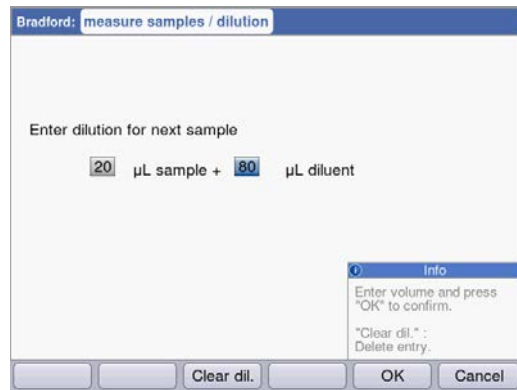 Bradford: measure samples / dilution
Enter dilution for next sample
20 µL sample + 80 µL diluent
Info
Enter volume and press
"OK" to confirm.
"Clear dil." :
Delete entry.
Clear dil. OK Cancel